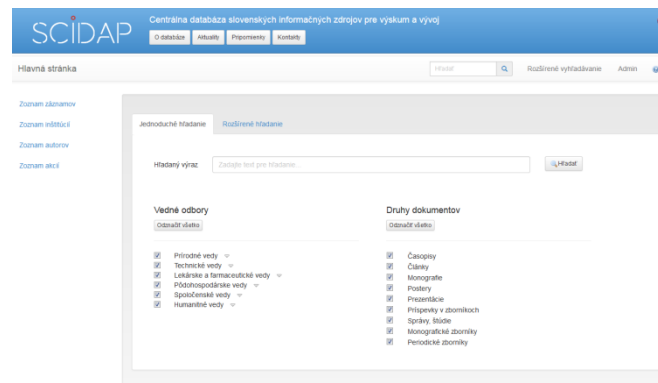 SCIDAP
Centrálna databáza slovenských informačných zdrojov pre výskum a vývoj
O databáze Aktuality Pripomienky Kontakty
Hlavná stránka
Hľadať
Rozšírené vyhľadávanie Admin
Zoznam záznamov
Zoznam inštitúcií
Zoznam autorov
Zoznam akcií
Jednoduché hľadanie Rozšírené hľadanie
Hľadaný výraz Zadajte text pre hľadanie... Hľadať
Vedné odbory
Odznačiť všetko
Prírodné vedy
Technické vedy
Lekárske a farmaceutické vedy
Pôdohospodárske vedy
Spoločenské vedy
Humanitné vedy
Druhy dokumentov
Odznačiť všetko
Časopisy
Články
Monografie
Postery
Prezentácie
Príspevky v zborníkoch
Správy, štúdie
Monografické zborníky
Periodické zborníky